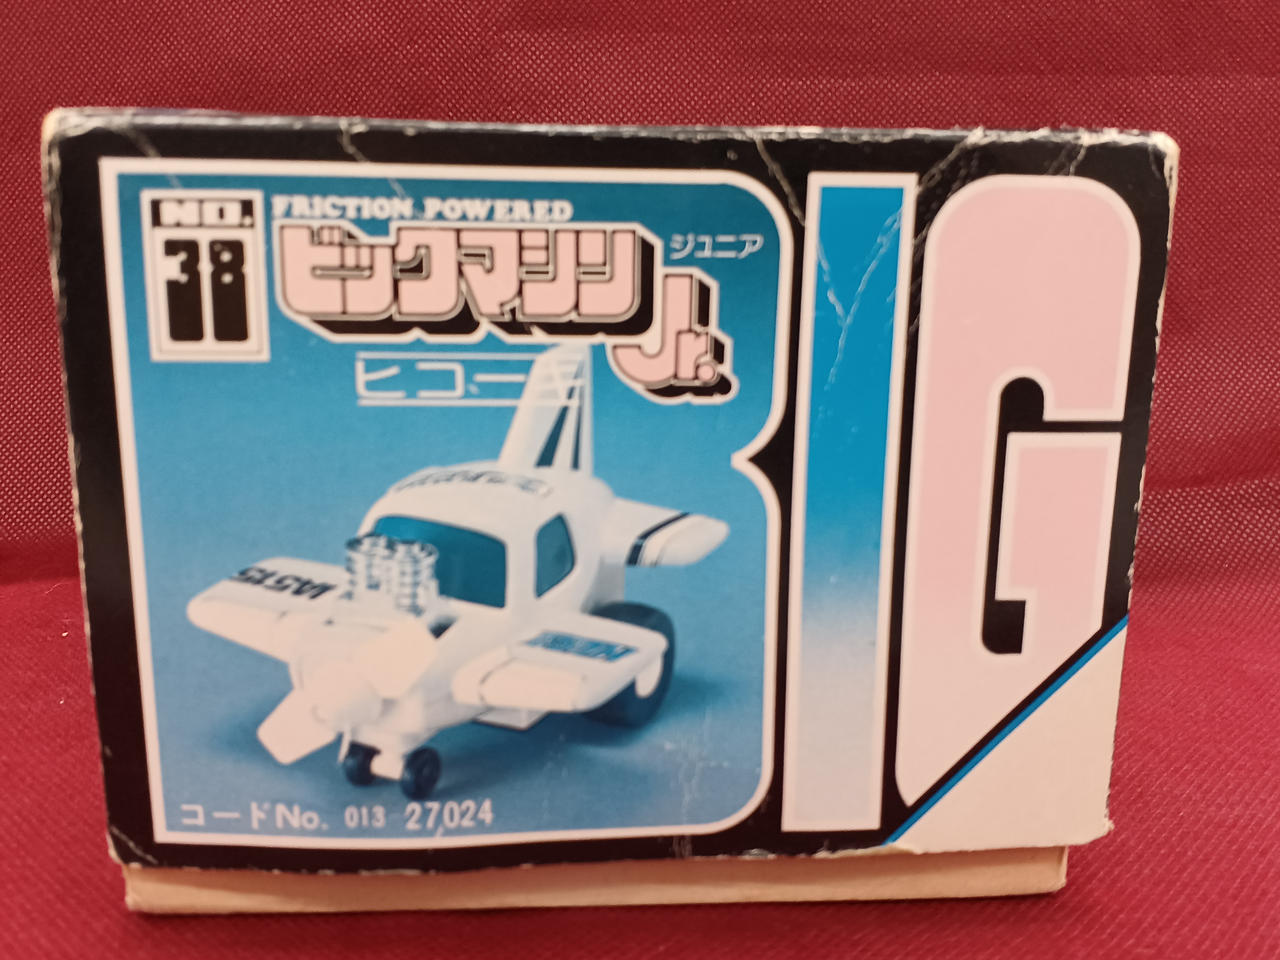 NO.
38
FRICTION POWERED
ビックマシン
ジュニア
Jr.
ヒコーキ
IA515
コードNo. 013 27024
BIG